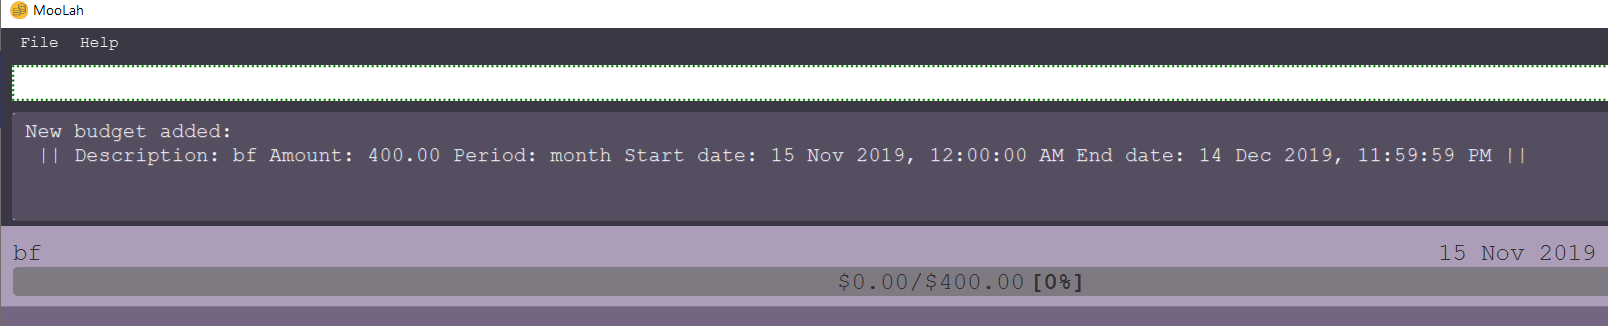 MooLah
File Help
New budget added:
|| Description: bf Amount: 400.00 Period: month Start date: 15 Nov 2019, 12:00:00 AM End date: 14 Dec 2019, 11:59:59 PM ||
bf 15 Nov 2019
$0.00/$400.00 [0%]